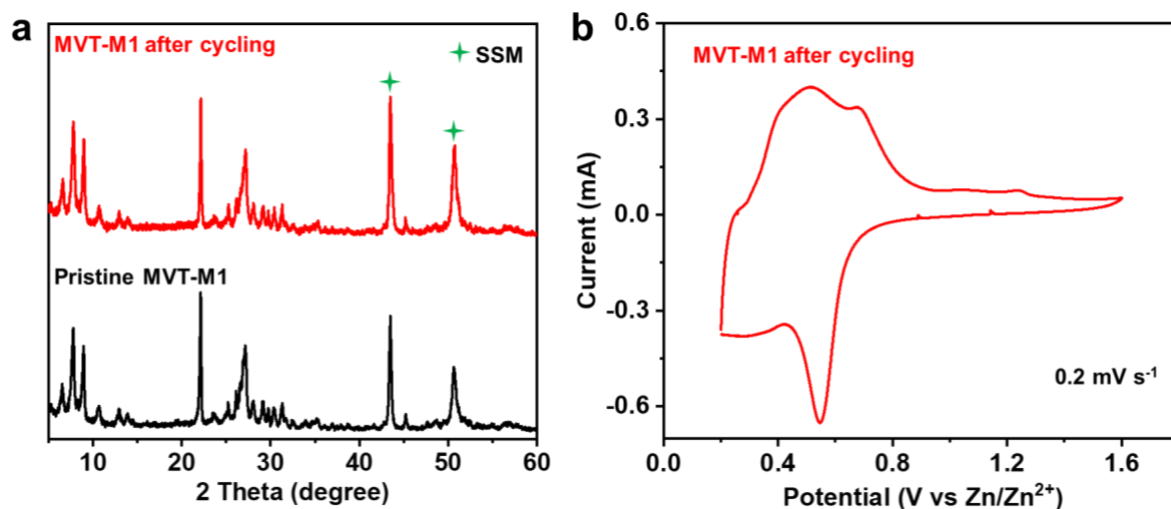 a
MVT-M1 after cycling
SSM
Pristine MVT-M1
10 20 30 40 50 60
2 Theta (degree)
b
MVT-M1 after cycling
0.6
0.3
0.0
-0.3
-0.6
Current (mA)
0.2 mV s⁻¹
0.0 0.4 0.8 1.2 1.6
Potential (V vs Zn/Zn²⁺)